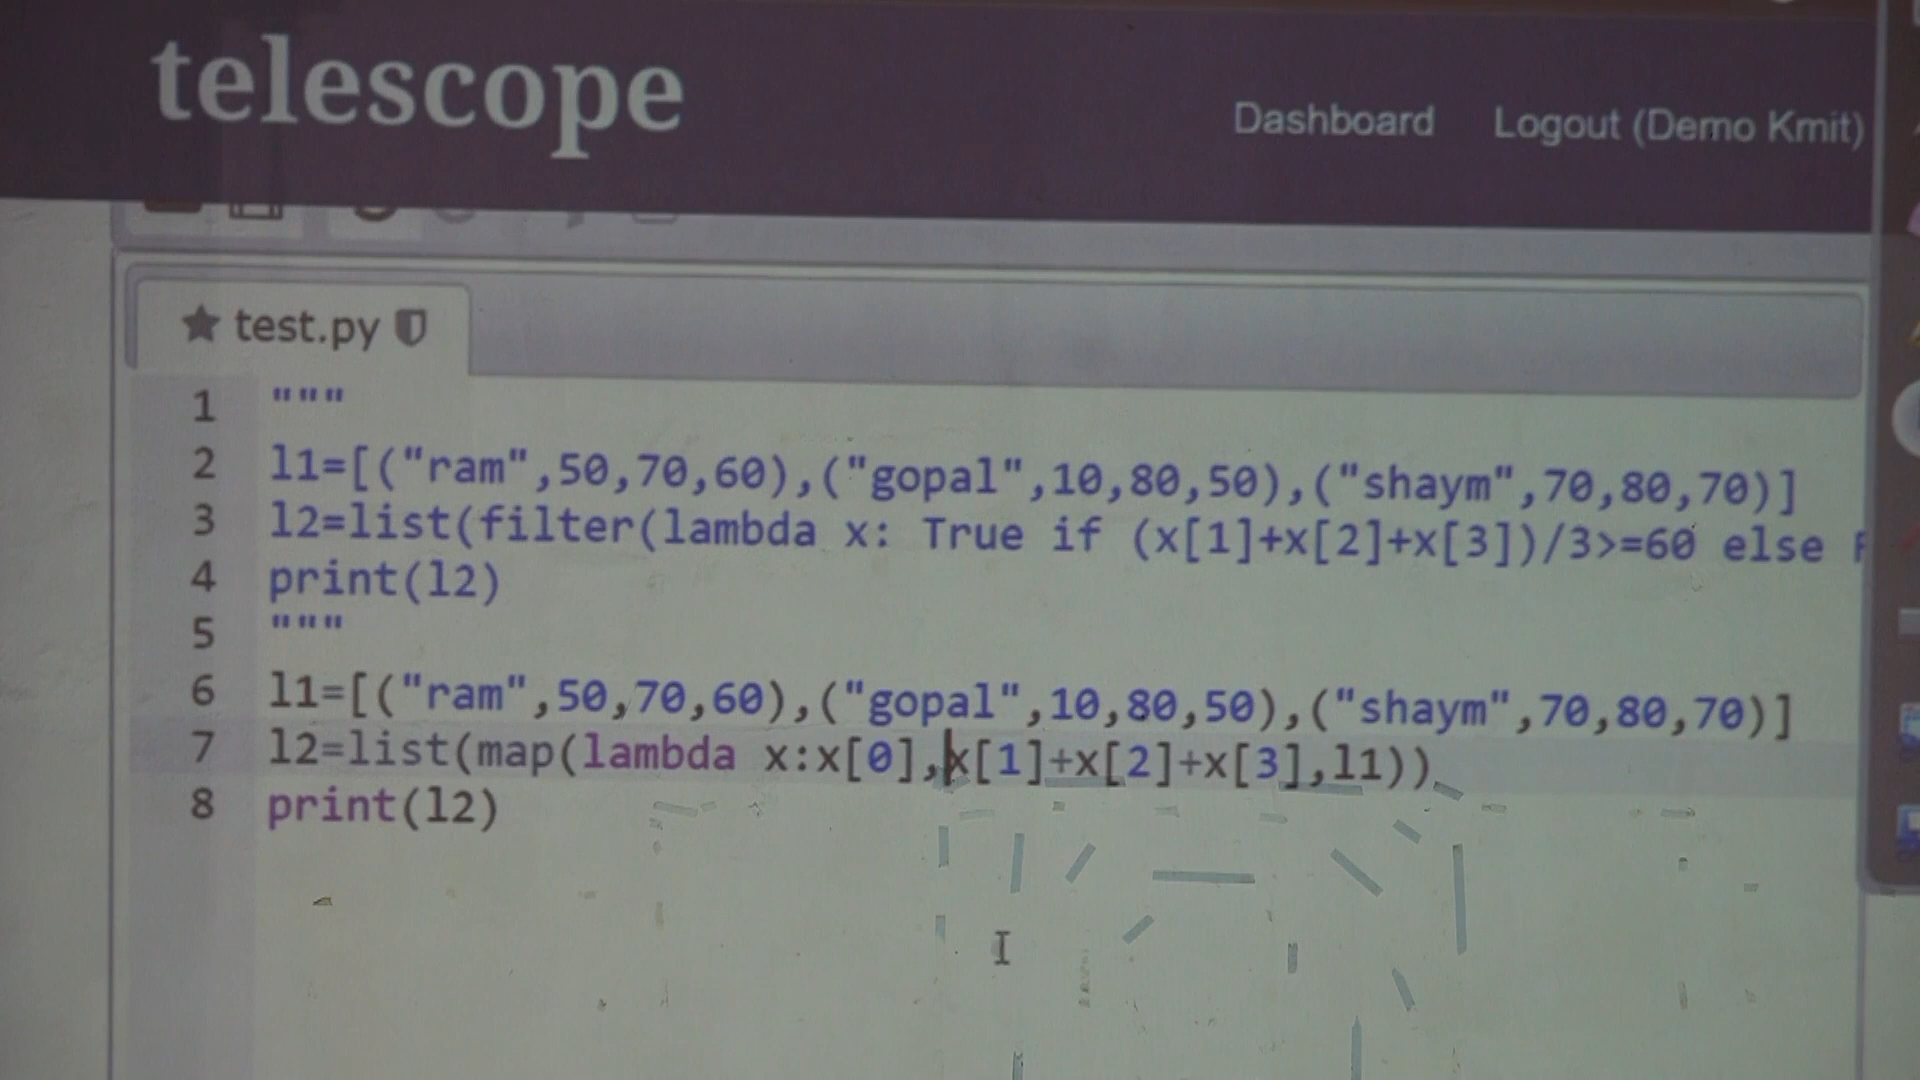 telescope
Dashboard Logout (Demo Kmit)
test.py
1 """
2 l1=[("ram",50,70,60),("gopal",10,80,50),("shaym",70,80,70)]
3 l2=list(filter(lambda x: True if (x[1]+x[2]+x[3])/3>=60 else F
4 print(l2)
5 """
6 l1=[("ram",50,70,60),("gopal",10,80,50),("shaym",70,80,70)]
7 l2=list(map(lambda x:x[0],x[1]+x[2]+x[3],l1))
8 print(l2)